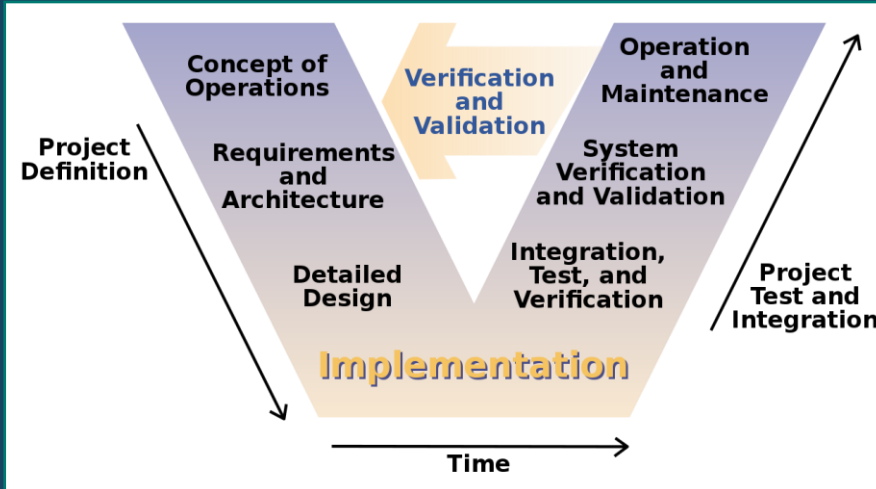 Concept of
Operations
Verification
and
Validation
Operation
and
Maintenance
Project
Definition
Requirements
and
Architecture
System
Verification
and Validation
Detailed
Design
Integration,
Test, and
Verification
Project
Test and
Integration
Implementation
Time